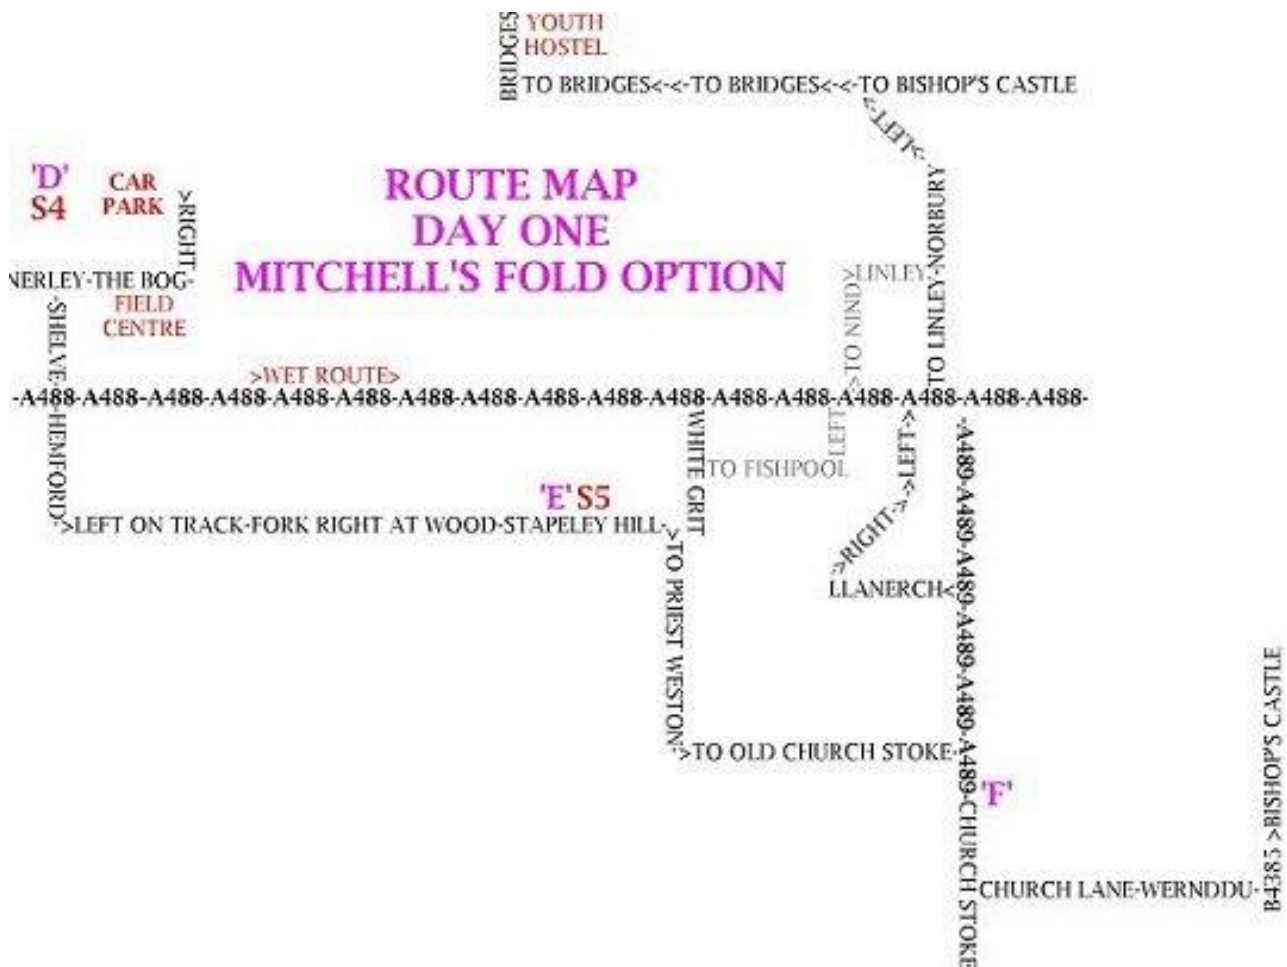 BRIDGES
YOUTH
HOSTEL
TO BRIDGES<-<-TO BRIDGES<-<-TO BISHOP'S CASTLE
<-LEFT-<
'D'
S4
CAR
PARK
>RIGHT
NERLEY-THE BOG-
FIELD
CENTRE
ROUTE MAP
DAY ONE
MITCHELL'S FOLD OPTION
TO LINLEY-NORBURY
>LINLEY
>TO NIND
-SHELVE-
>WET ROUTE>
-A488-A488-A488-A488-A488-A488-A488-A488-A488-A488-A488-A488-A488-A488-A488-A488-A488-
-HEMFORD-
WHITE GRIT
TO FISHPOOL
LEFT
>LEFT->
->RIGHT->
LLANERCH<
-A489-A489-A489-A489-A489-A489-A489-CHURCH STOKE
'E' S5
>LEFT ON TRACK-FORK RIGHT AT WOOD-STAPELEY HILL-
>TO PRIEST WESTON-
>TO OLD CHURCH STOKE-
'F'
CHURCH LANE-WERNDDU-
B4385 >BISHOP'S CASTLE